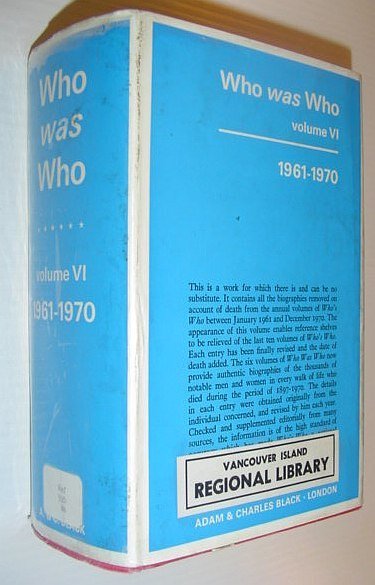 Who
was
Who
......
volume VI
1961-1970
Who was Who
volume VI
1961-1970
This is a work for which there is and can be no
substitute. It contains all the biographies removed on
account of death from the annual volumes of Who's
Who between January 1961 and December 1970. The
appearance of this volume enables reference shelves
to be relieved of the last ten volumes of Who's Who.
Each entry has been finally revised and the date of
death added. The six volumes of Who Was Who now
provide authentic biographies of the thousands of
notable men and women in every walk of life who
died during the period of 1897-1970. The details
in each entry were obtained originally from the
individual concerned, and revised by him each year.
Checked and supplemented editorially from many
sources, the information is of the high standard of
VANCOUVER ISLAND
REGIONAL LIBRARY
ADAM & CHARLES BLACK · LONDON